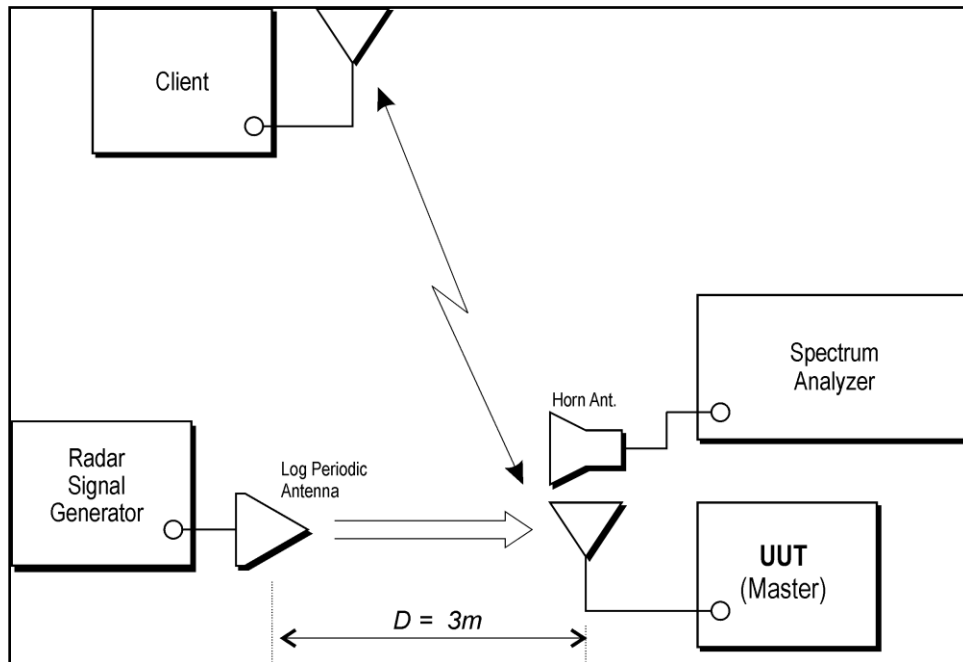 Client
Spectrum
Analyzer
Horn Ant.
Radar
Signal
Generator
Log Periodic
Antenna
UUT
(Master)
D = 3m